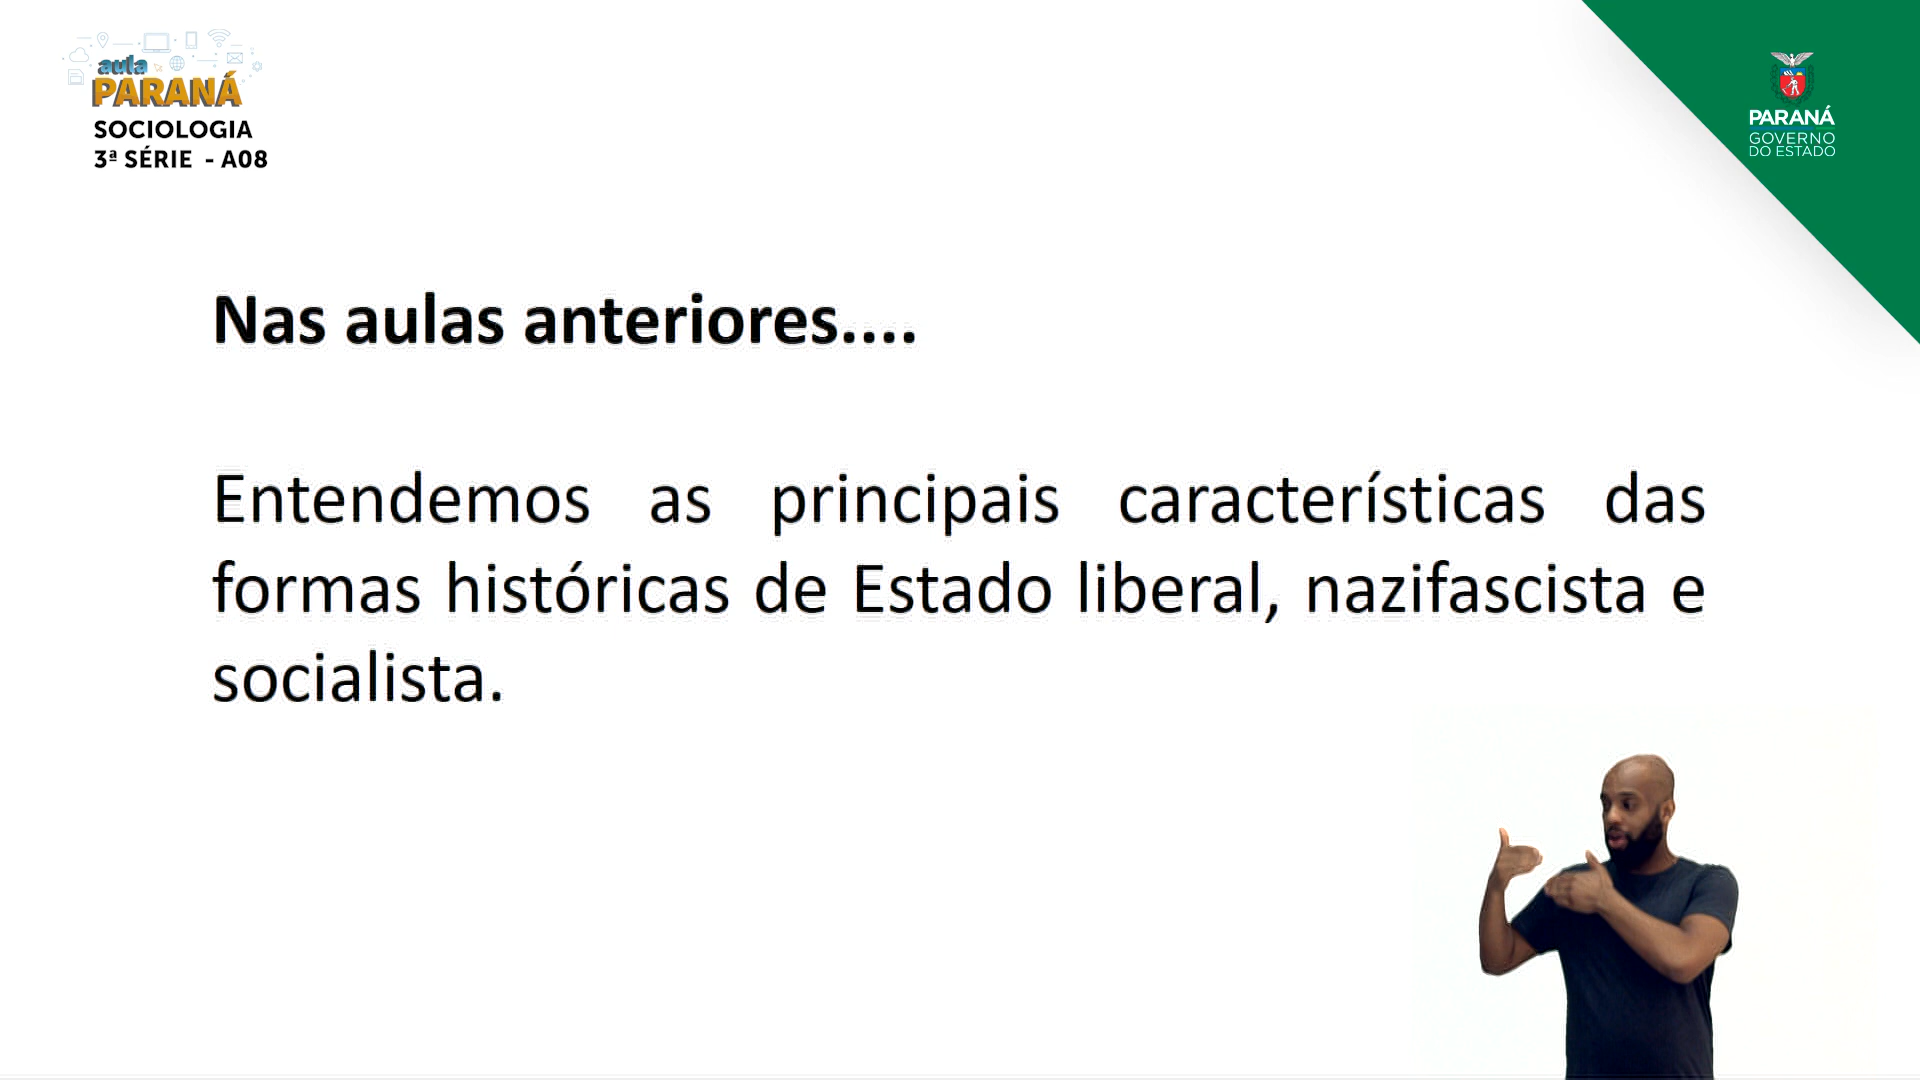 aula
PARANÁ
SOCIOLOGIA
3ª SÉRIE - A08
PARANÁ
GOVERNO
DO ESTADO
Nas aulas anteriores....
Entendemos as principais características das
formas históricas de Estado liberal, nazifascista e
socialista.